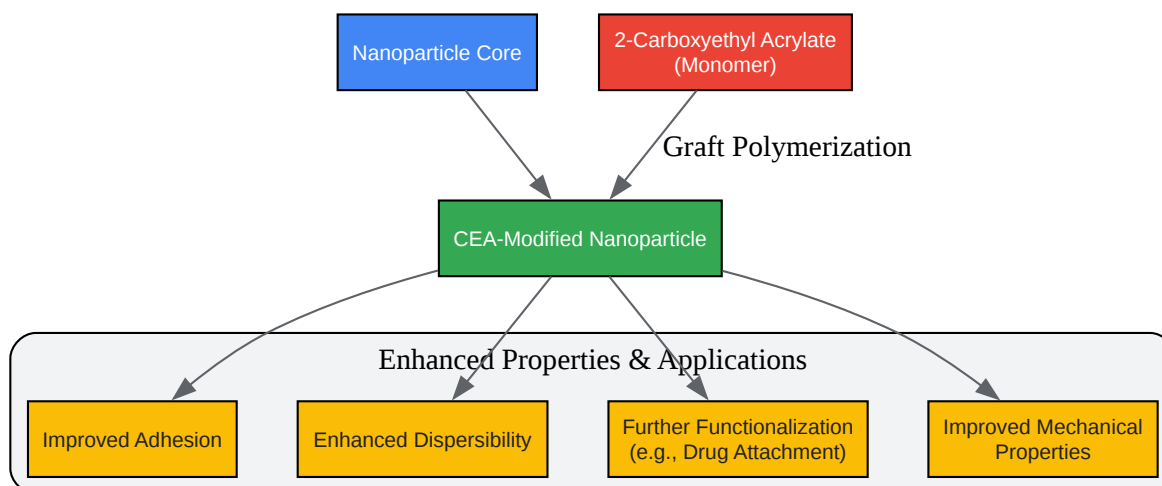 Nanoparticle Core
2-Carboxyethyl Acrylate
(Monomer)
Graft Polymerization
CEA-Modified Nanoparticle
Enhanced Properties & Applications
Improved Adhesion
Enhanced Dispersibility
Further Functionalization
(e.g., Drug Attachment)
Improved Mechanical
Properties